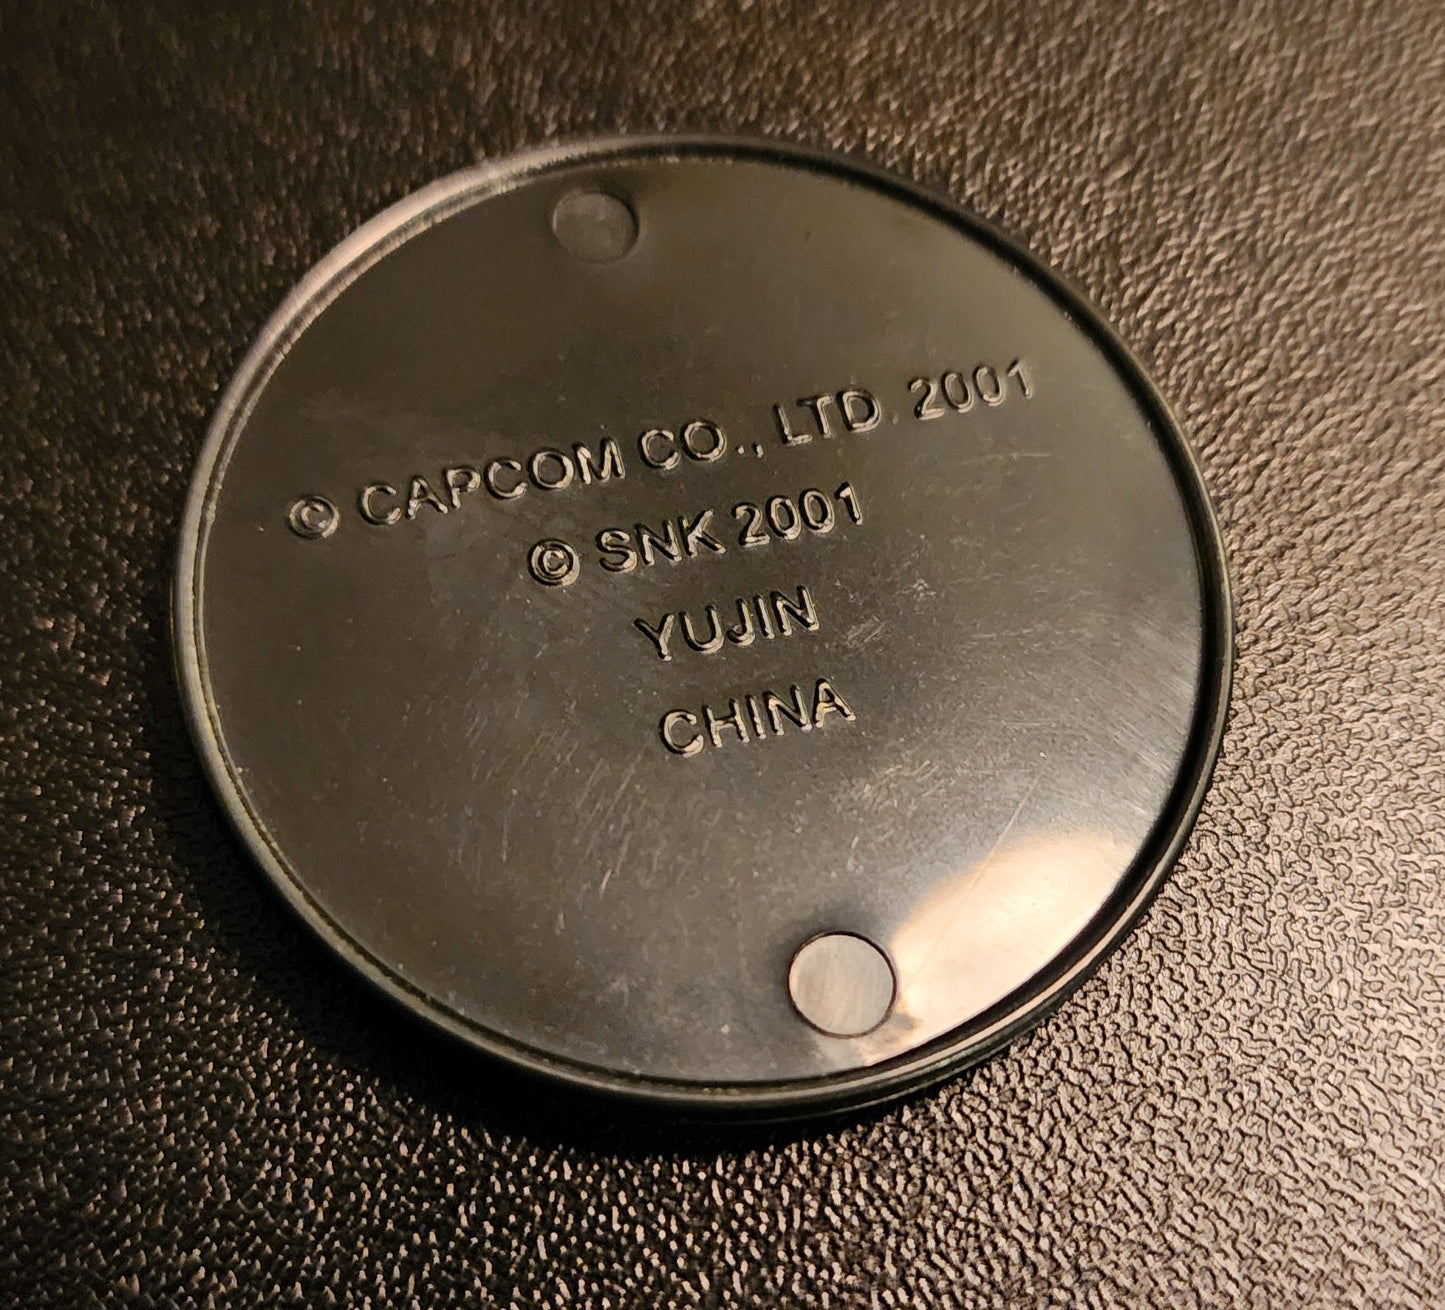 © CAPCOM CO., LTD. 2001
© SNK 2001
YUJIN
CHINA